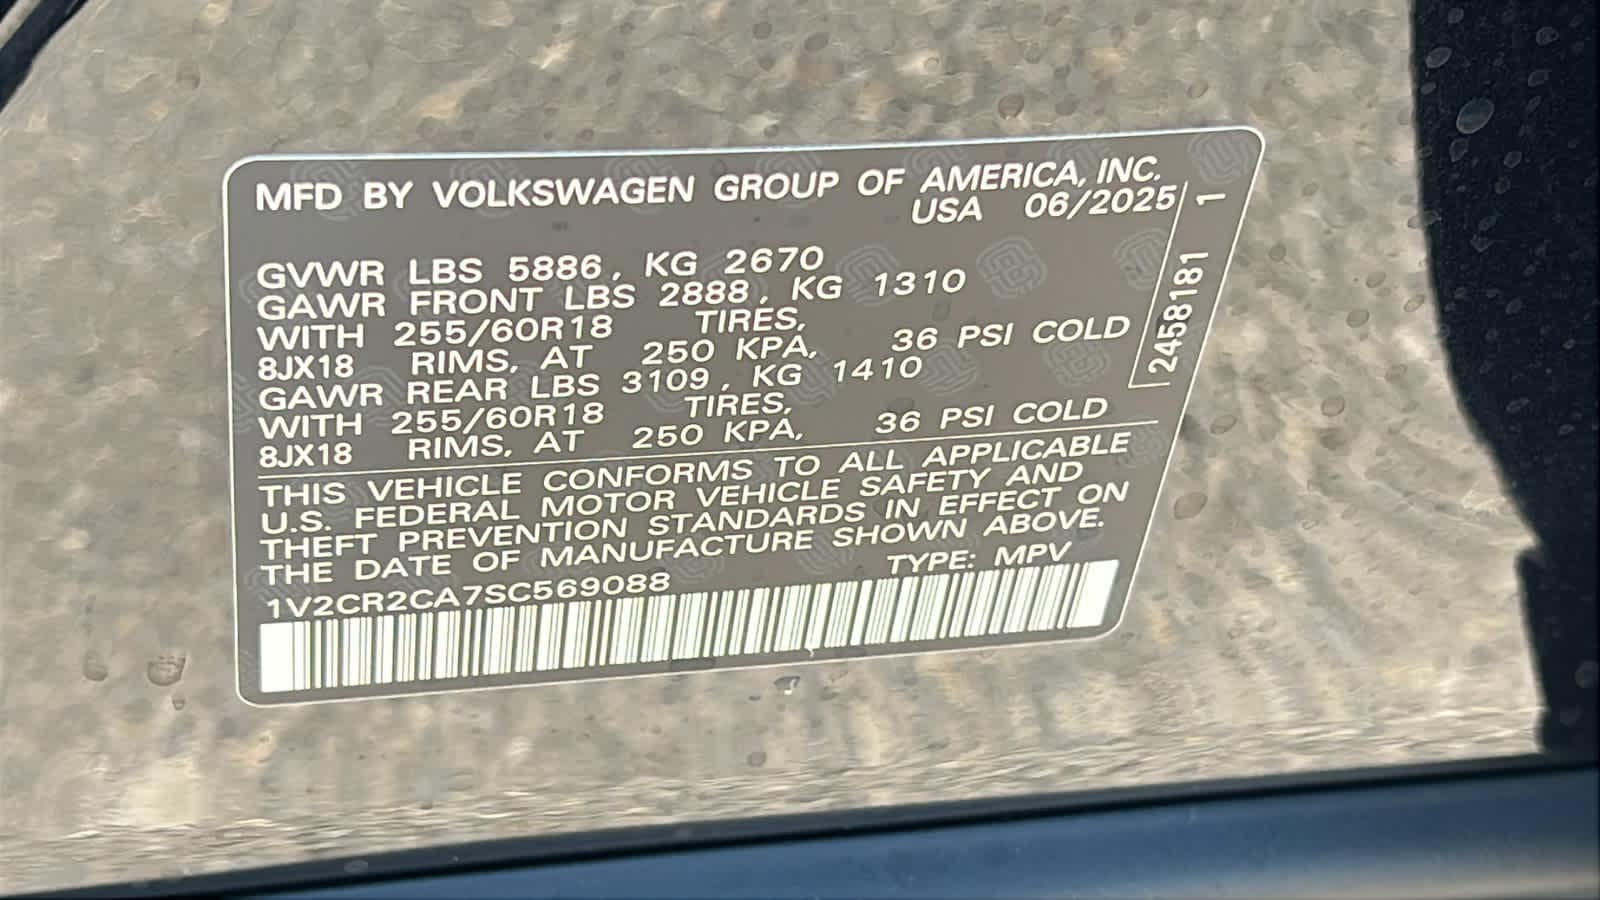 MFD BY VOLKSWAGEN GROUP OF AMERICA, INC.
USA 06/2025
GVWR LBS 5886, KG 2670
GAWR FRONT LBS 2888, KG 1310
WITH 255/60R18 TIRES,
8JX18 RIMS, AT 250 KPA, 36 PSI COLD
GAWR REAR LBS 3109, KG 1410
WITH 255/60R18 TIRES,
8JX18 RIMS, AT 250 KPA, 36 PSI COLD
THIS VEHICLE CONFORMS TO ALL APPLICABLE
U.S. FEDERAL MOTOR VEHICLE SAFETY AND
THEFT PREVENTION STANDARDS IN EFFECT ON
THE DATE OF MANUFACTURE SHOWN ABOVE.
1V2CR2CA7SC569088 TYPE: MPV
2458181 1